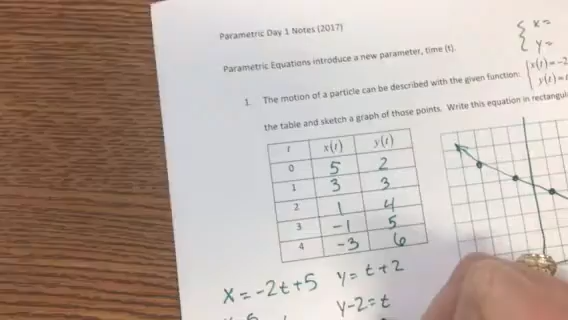 Parametric Day 1 Notes (2017)
x=
y=
Parametric Equations introduce a new parameter, time (t).
1. The motion of a particle can be described with the given function: x(t)=-2
y(t)=
the table and sketch a graph of those points. Write this equation in
t x(t) y(t)
0 5 2
1 3 3
2 1 4
3 -1 5
4 -3 6
x=-2t+5 y=t+2
y-2=t